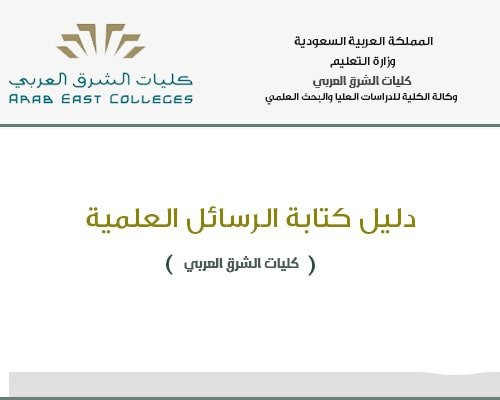 المملكة العربية السعودية
وزارة التعليم
كليات الشرق العربي
وكالة الكلية للدراسات العليا والبحث العلمي
كليات الشرق العربي
ARAB EAST COLLEGES
دليل كتابة الرسائل العلمية
( كليات الشرق العربي )